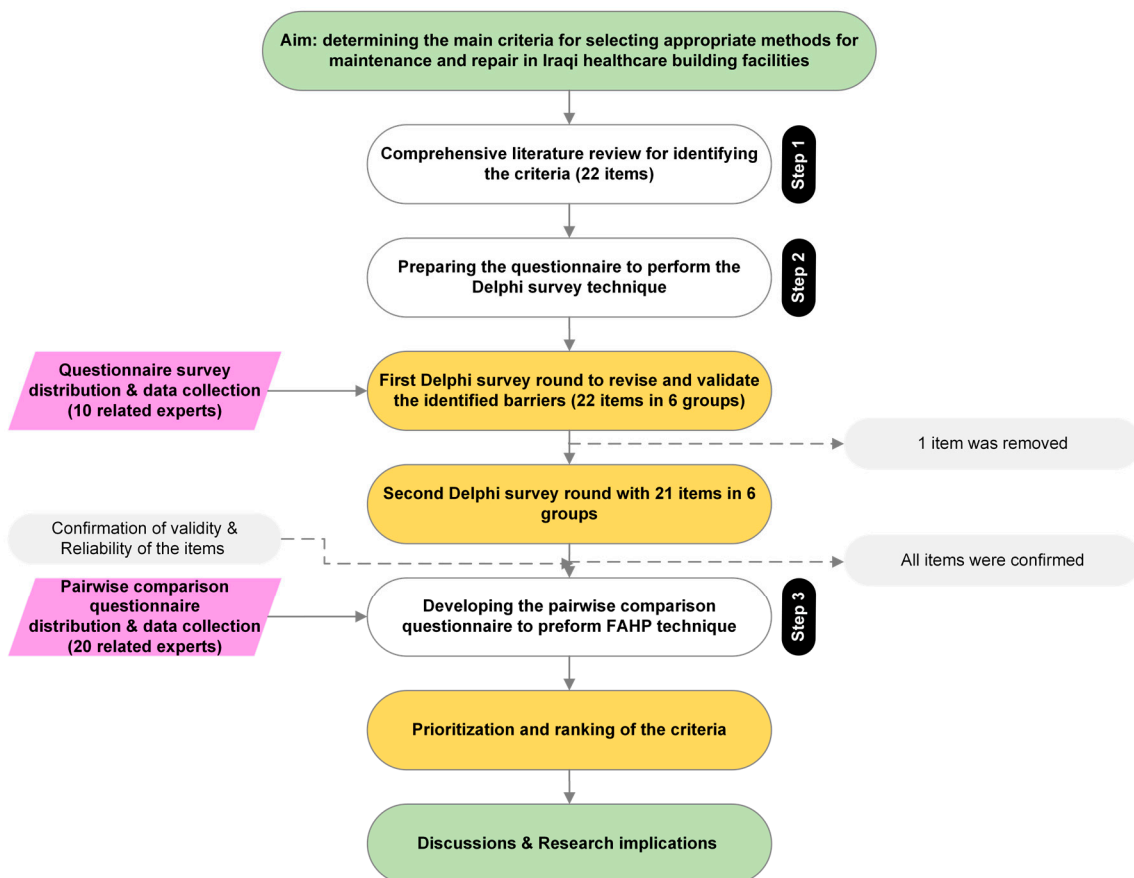 Aim: determining the main criteria for selecting appropriate methods for
maintenance and repair in Iraqi healthcare building facilities
Comprehensive literature review for identifying
the criteria (22 items)
Step 1
Preparing the questionnaire to perform the
Delphi survey technique
Step 2
Questionnaire survey
distribution & data collection
(10 related experts)
First Delphi survey round to revise and validate
the identified barriers (22 items in 6 groups)
1 item was removed
Second Delphi survey round with 21 items in 6
groups
Confirmation of validity &
Reliability of the items
All items were confirmed
Pairwise comparison
questionnaire
distribution & data collection
(20 related experts)
Developing the pairwise comparison
questionnaire to preform FAHP technique
Step 3
Prioritization and ranking of the criteria
Discussions & Research implications